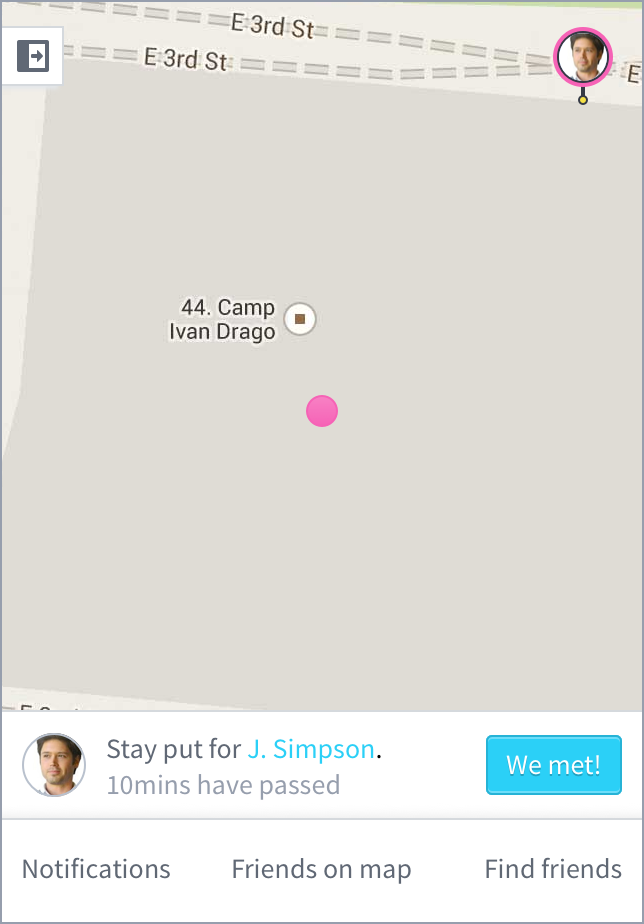 E 3rd St
E 3rd St
E
44. Camp
Ivan Drago
Stay put for J. Simpson.
10mins have passed
We met!
Notifications
Friends on map
Find friends